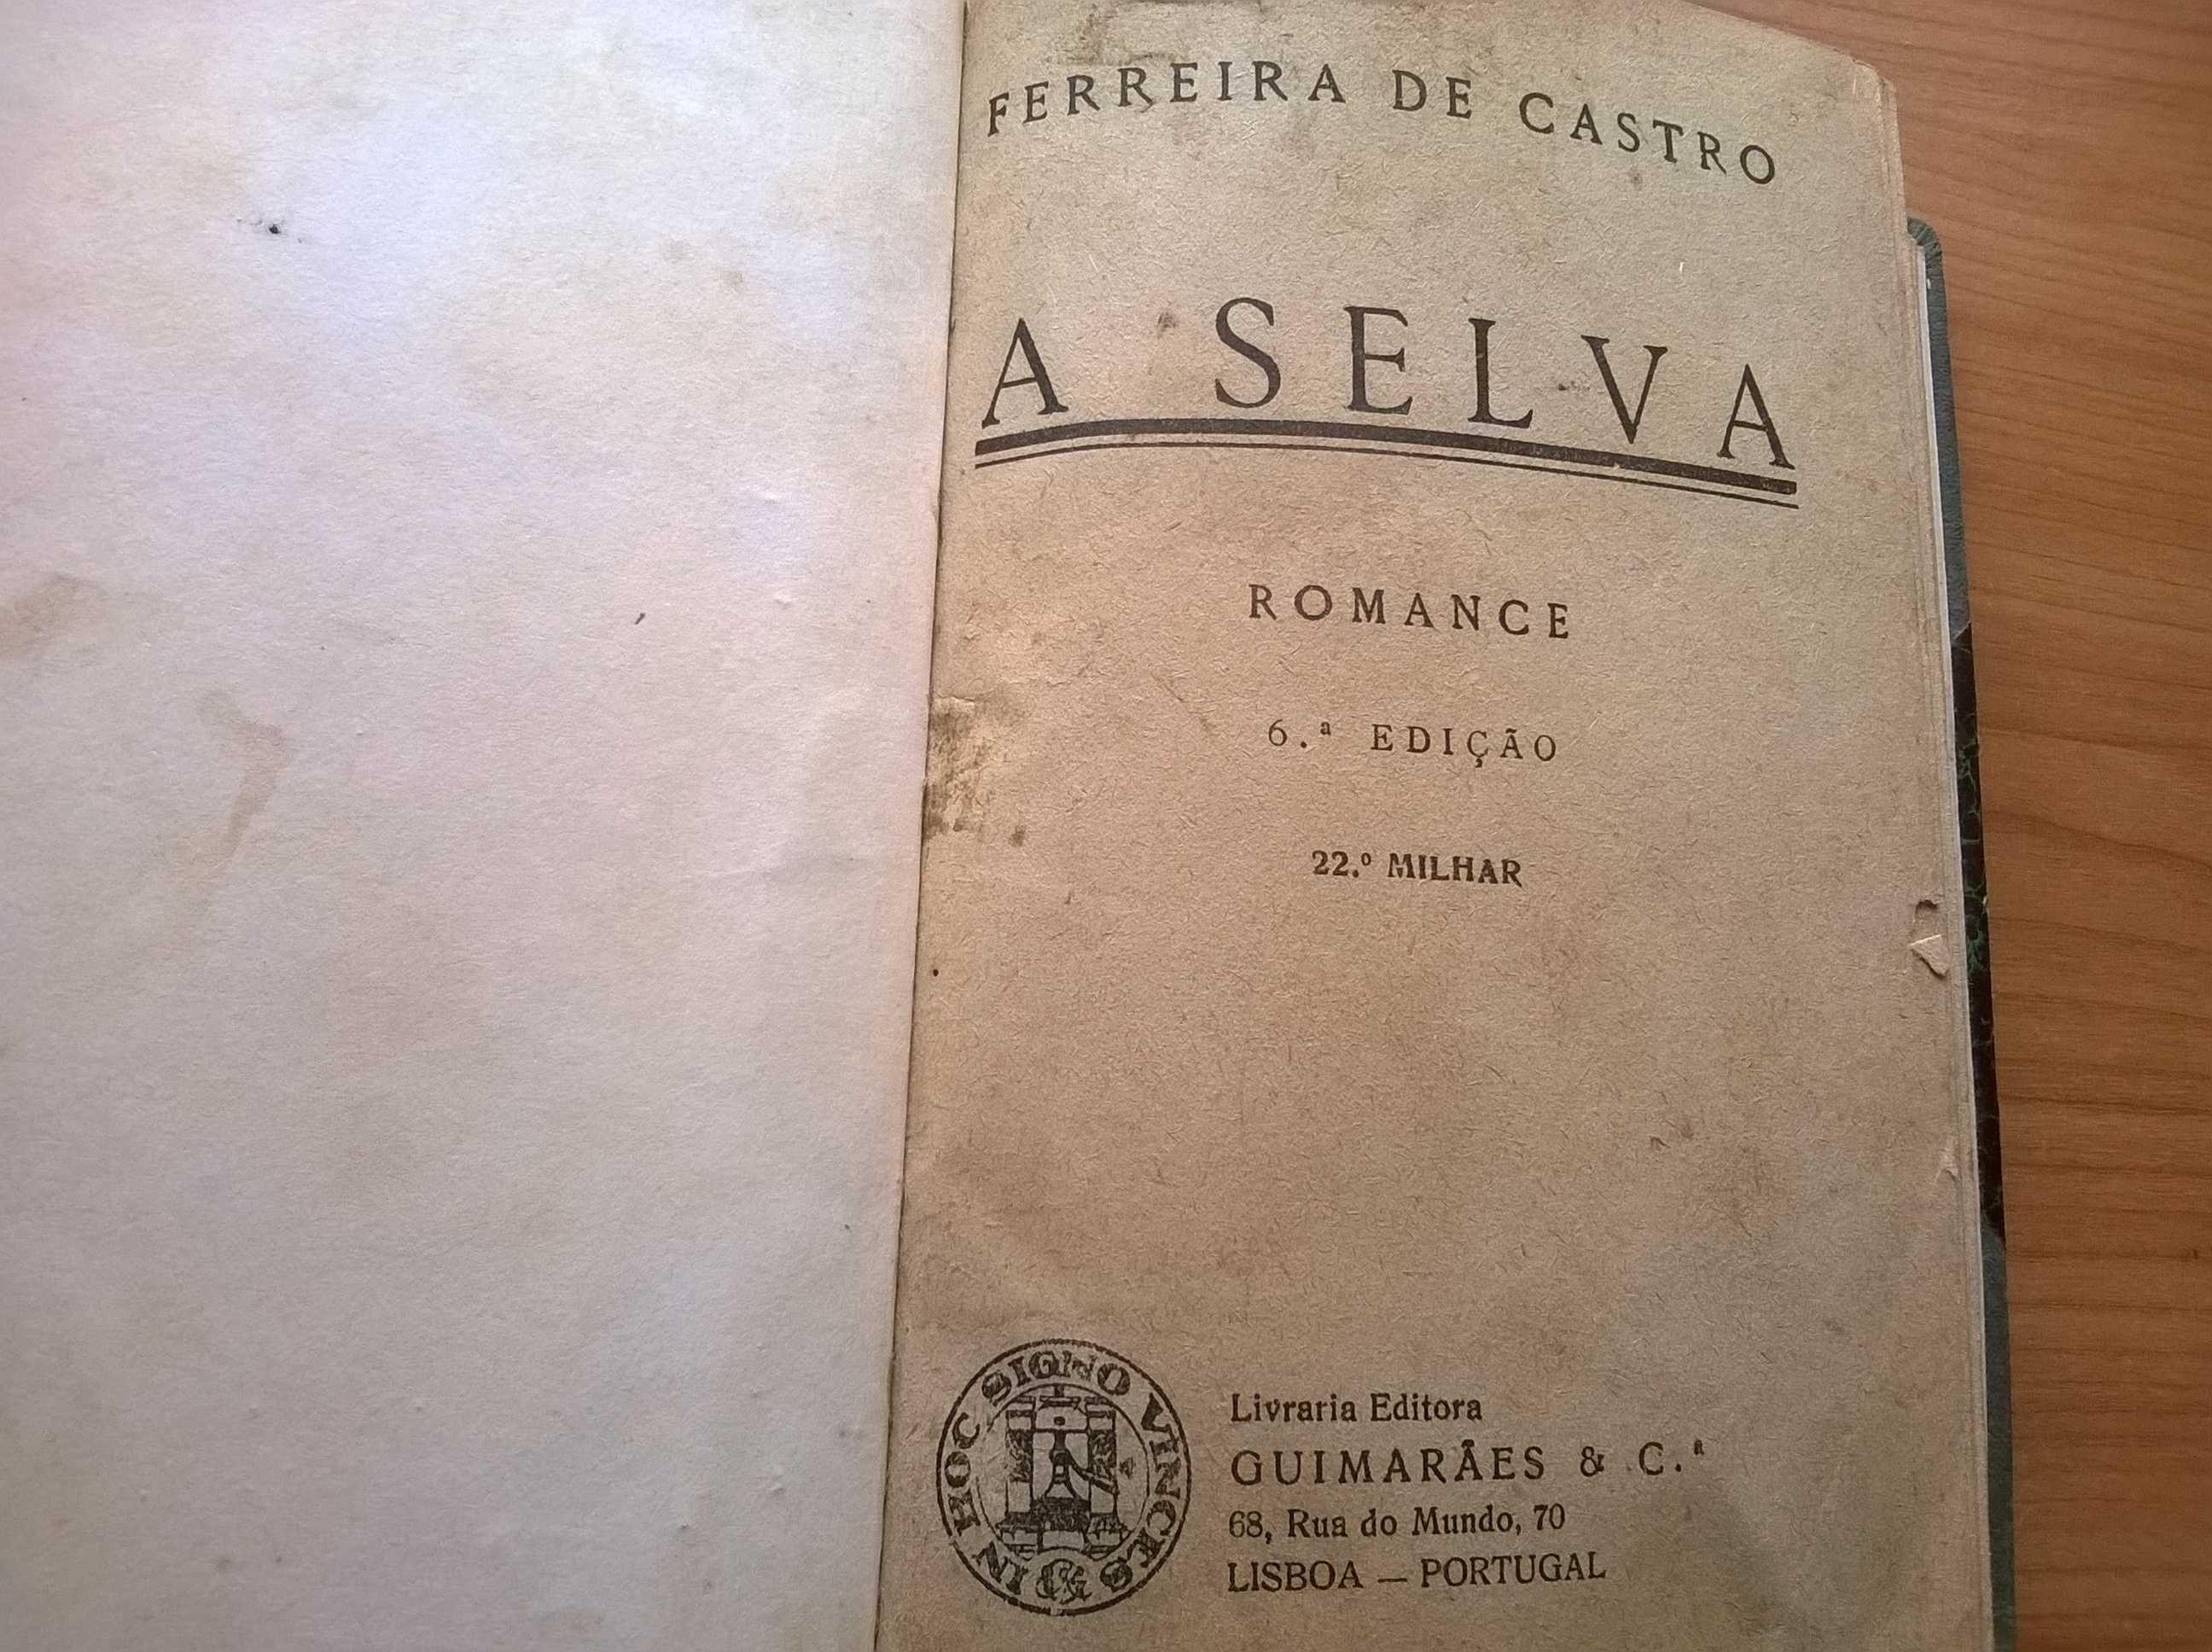 FERREIRA DE CASTRO
A SELVA
ROMANCE
6.ª EDIÇÃO
22.º MILHAR
IN HOC SIGNO VINCES
Livraria Editora
GUIMARÃES & C.ª
68, Rua do Mundo, 70
LISBOA — PORTUGAL